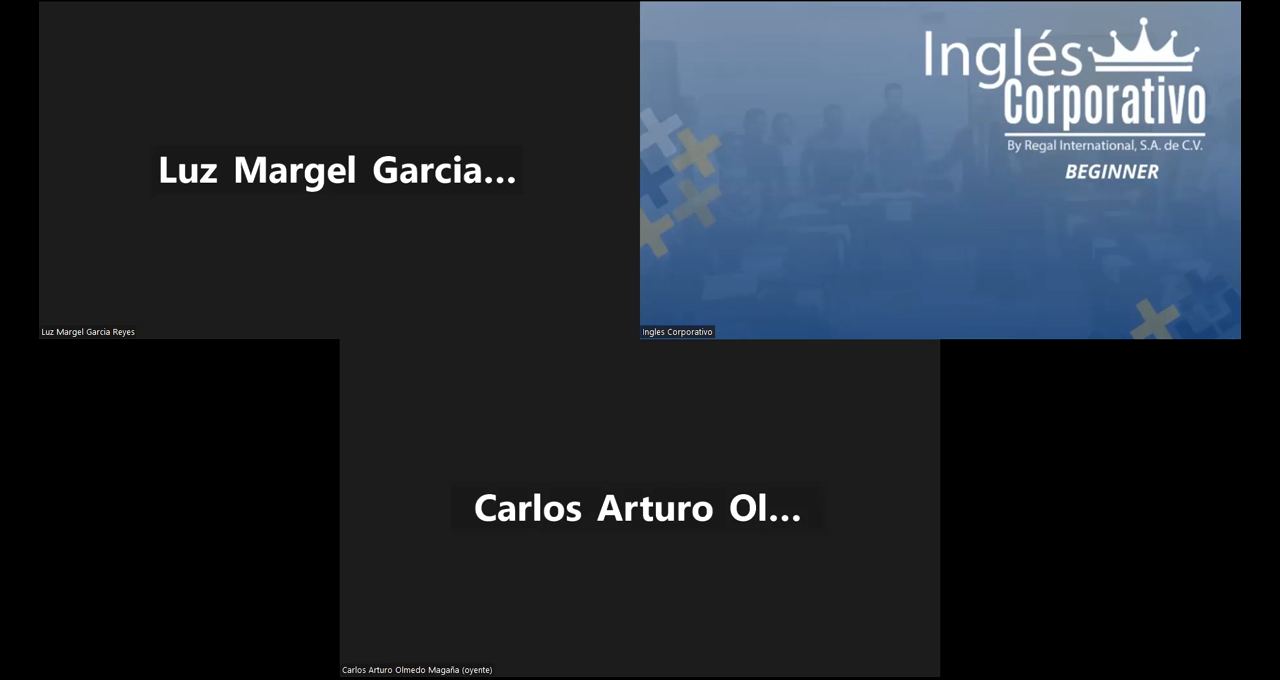 Luz Margel Garcia...
Luz Margel Garcia Reyes
Inglés
Corporativo
By Regal International, S.A. de C.V.
BEGINNER
Ingles Corporativo
Carlos Arturo Ol...
Carlos Arturo Olmedo Magaña (oyente)